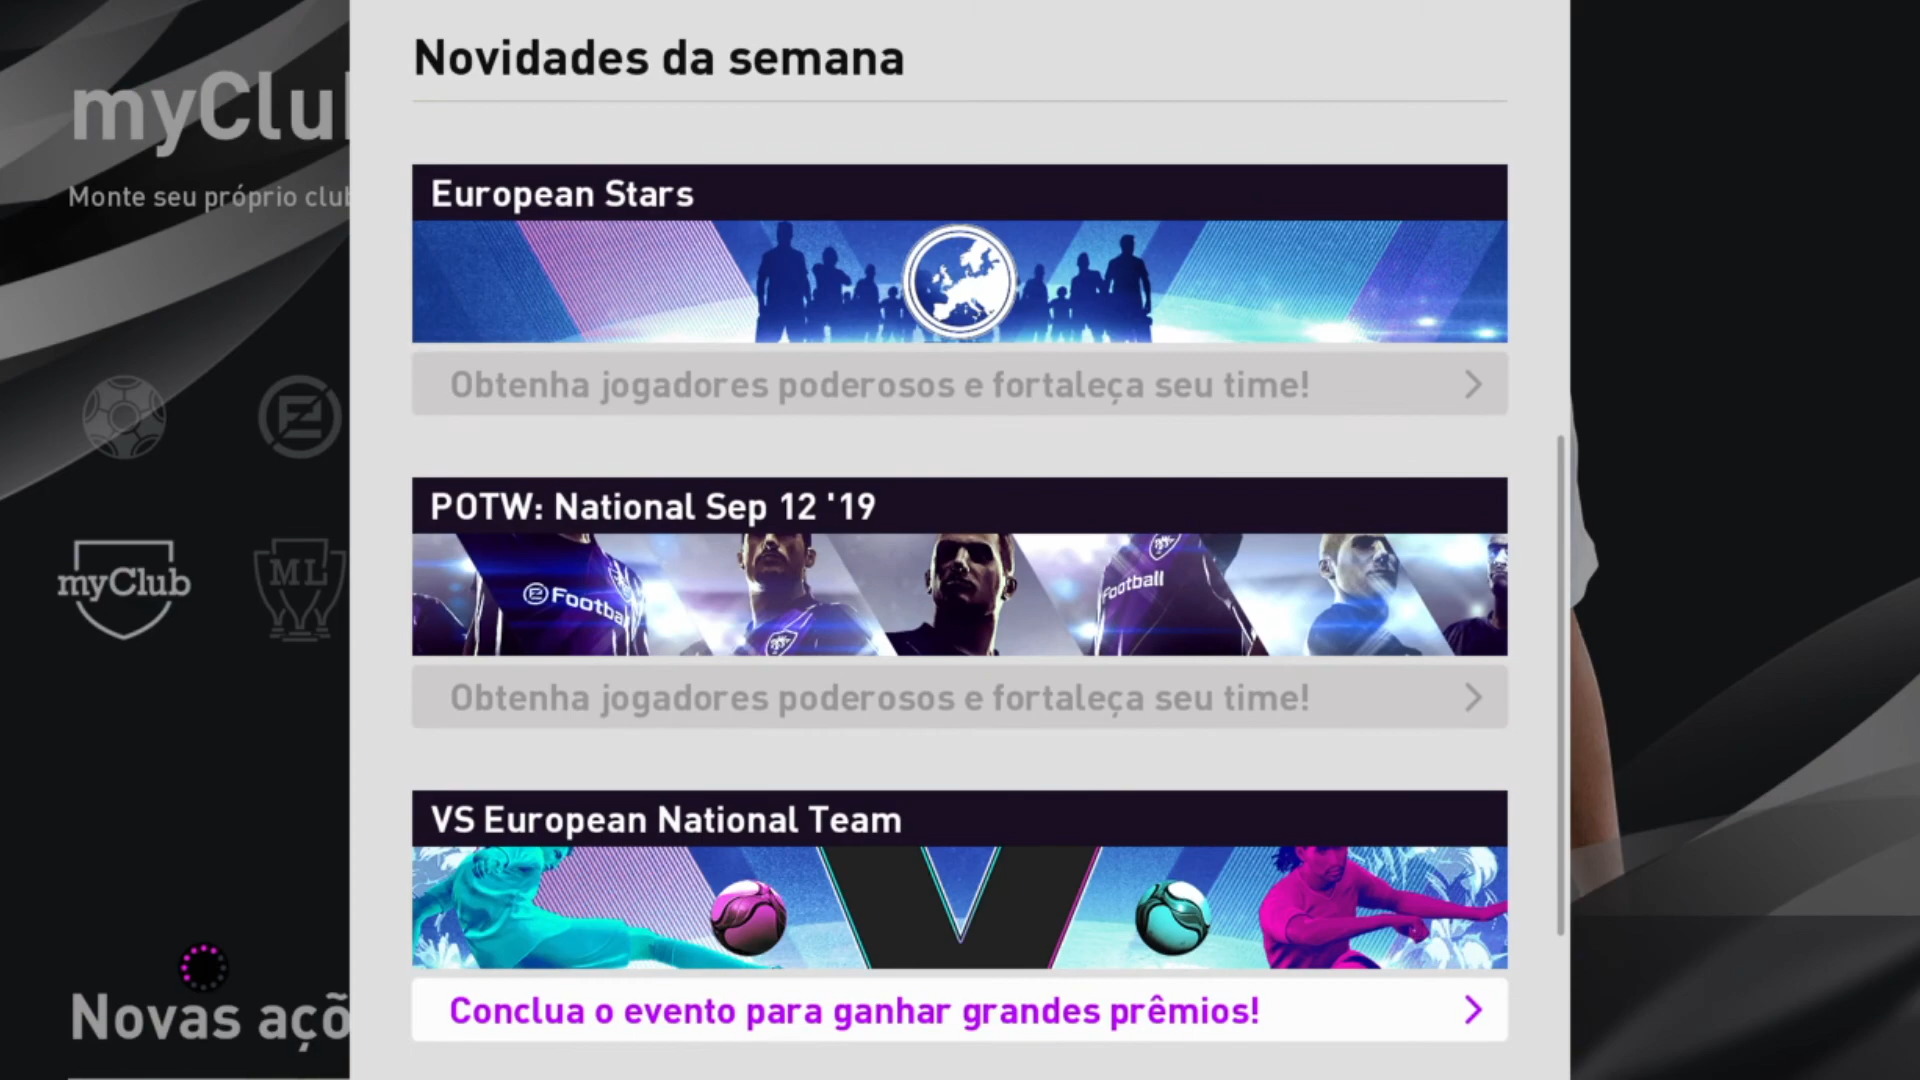 Novidades da semana
myClu
Monte seu próprio club
European Stars
Obtenha jogadores poderosos e fortaleça seu time!
POTW: National Sep 12 '19
Footba
Football
Obtenha jogadores poderosos e fortaleça seu time!
myClub
ML
VS European National Team
Conclua o evento para ganhar grandes prêmios!
Novas açõ